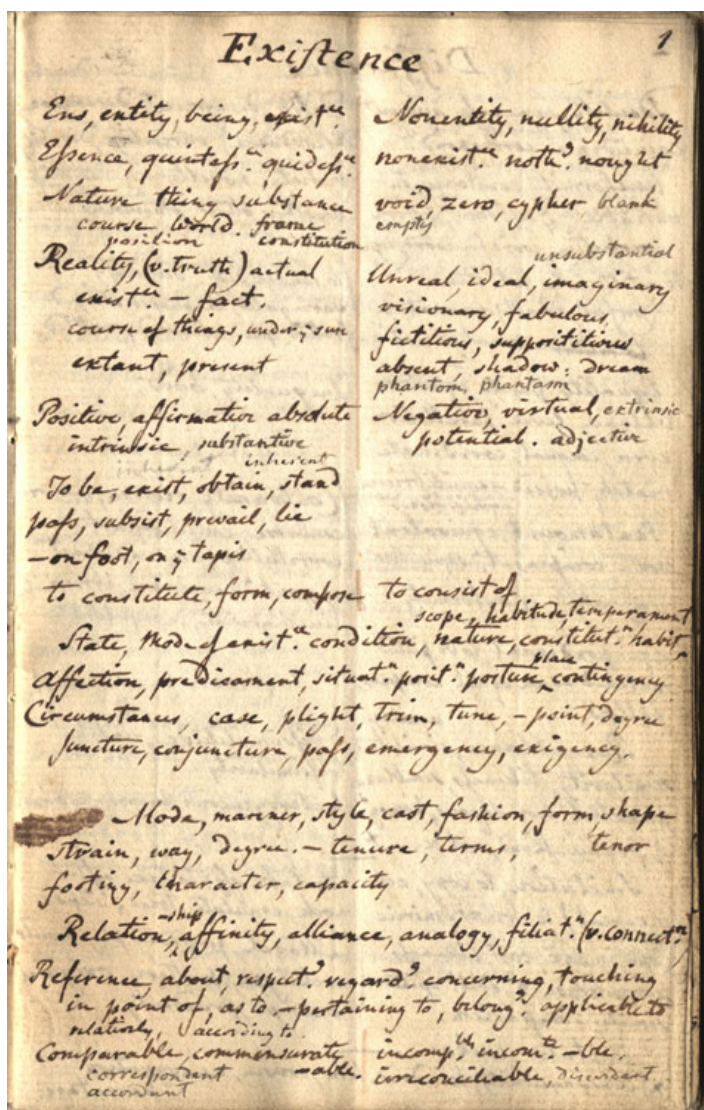 Existence
1
Ens, entity, being, exist.ce
Essence, quintess.ce quidess.ce
Nature thing substance
course, world. frame
position constitution
Reality, (v. truth) actual
exist.ce – fact.
course of things, under ye sun
extant, present
Positive, affirmative absolute
intrinsic, substantive
inherent inherent
To be, exist, obtain, stand
pass, subsist, prevail, lie
– on foot, on ye tapis
to constitute, form, compose
Nonentity, nullity, nihility
nonexist.ce noth.g nought
void, zero, cypher blank
empty
unsubstantial
Unreal, ideal, imaginary
visionary, fabulous,
fictitious, supposititious
absent, shadow; dream
phantom, phantasm
Negative, virtual, extrinsic
potential. adjective
to consist of
scope, habitude, temperament
State, Mode of exist.ce condition, nature, constitut.n habit,
place
Affection, predicament, situat.n posit.n posture, contingency
Circumstances, case, plight, trim, tune, – point, degree
Juncture, conjuncture, pass, emergency, exigency.
Mode, manner, style, cast, fashion, form, shape
strain, way, degree. – tenure, terms, tenor
footing, character, capacity
-ship
Relation, affinity, alliance, analogy, filiat.n (v. connect.n)
Reference, about, respect.g regard.g concerning, touching
in point of, as to. – pertaining to, belong.g applicable to
relatively, according to.
Comparable, commensurate
correspondent – able.
accordant
incomp.ble, incom.te – ble.
irreconcilable, discordant,